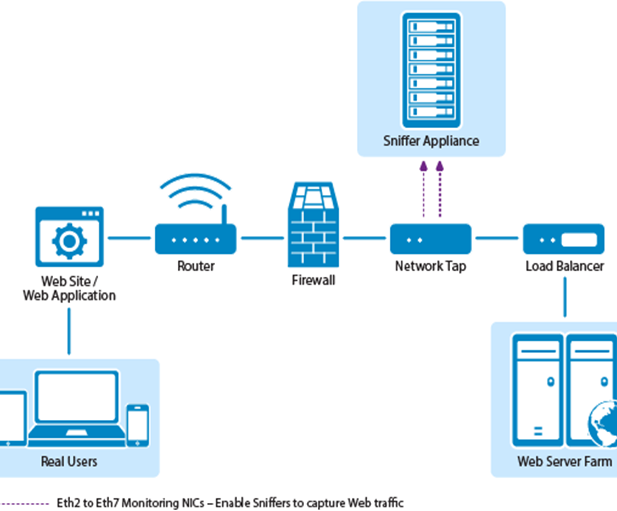 Sniffer Appliance
Web Site /
Web Application
Router
Firewall
Network Tap
Load Balancer
Real Users
Web Server Farm
Eth2 to Eth7 Monitoring NICs – Enable Sniffers to capture Web traffic